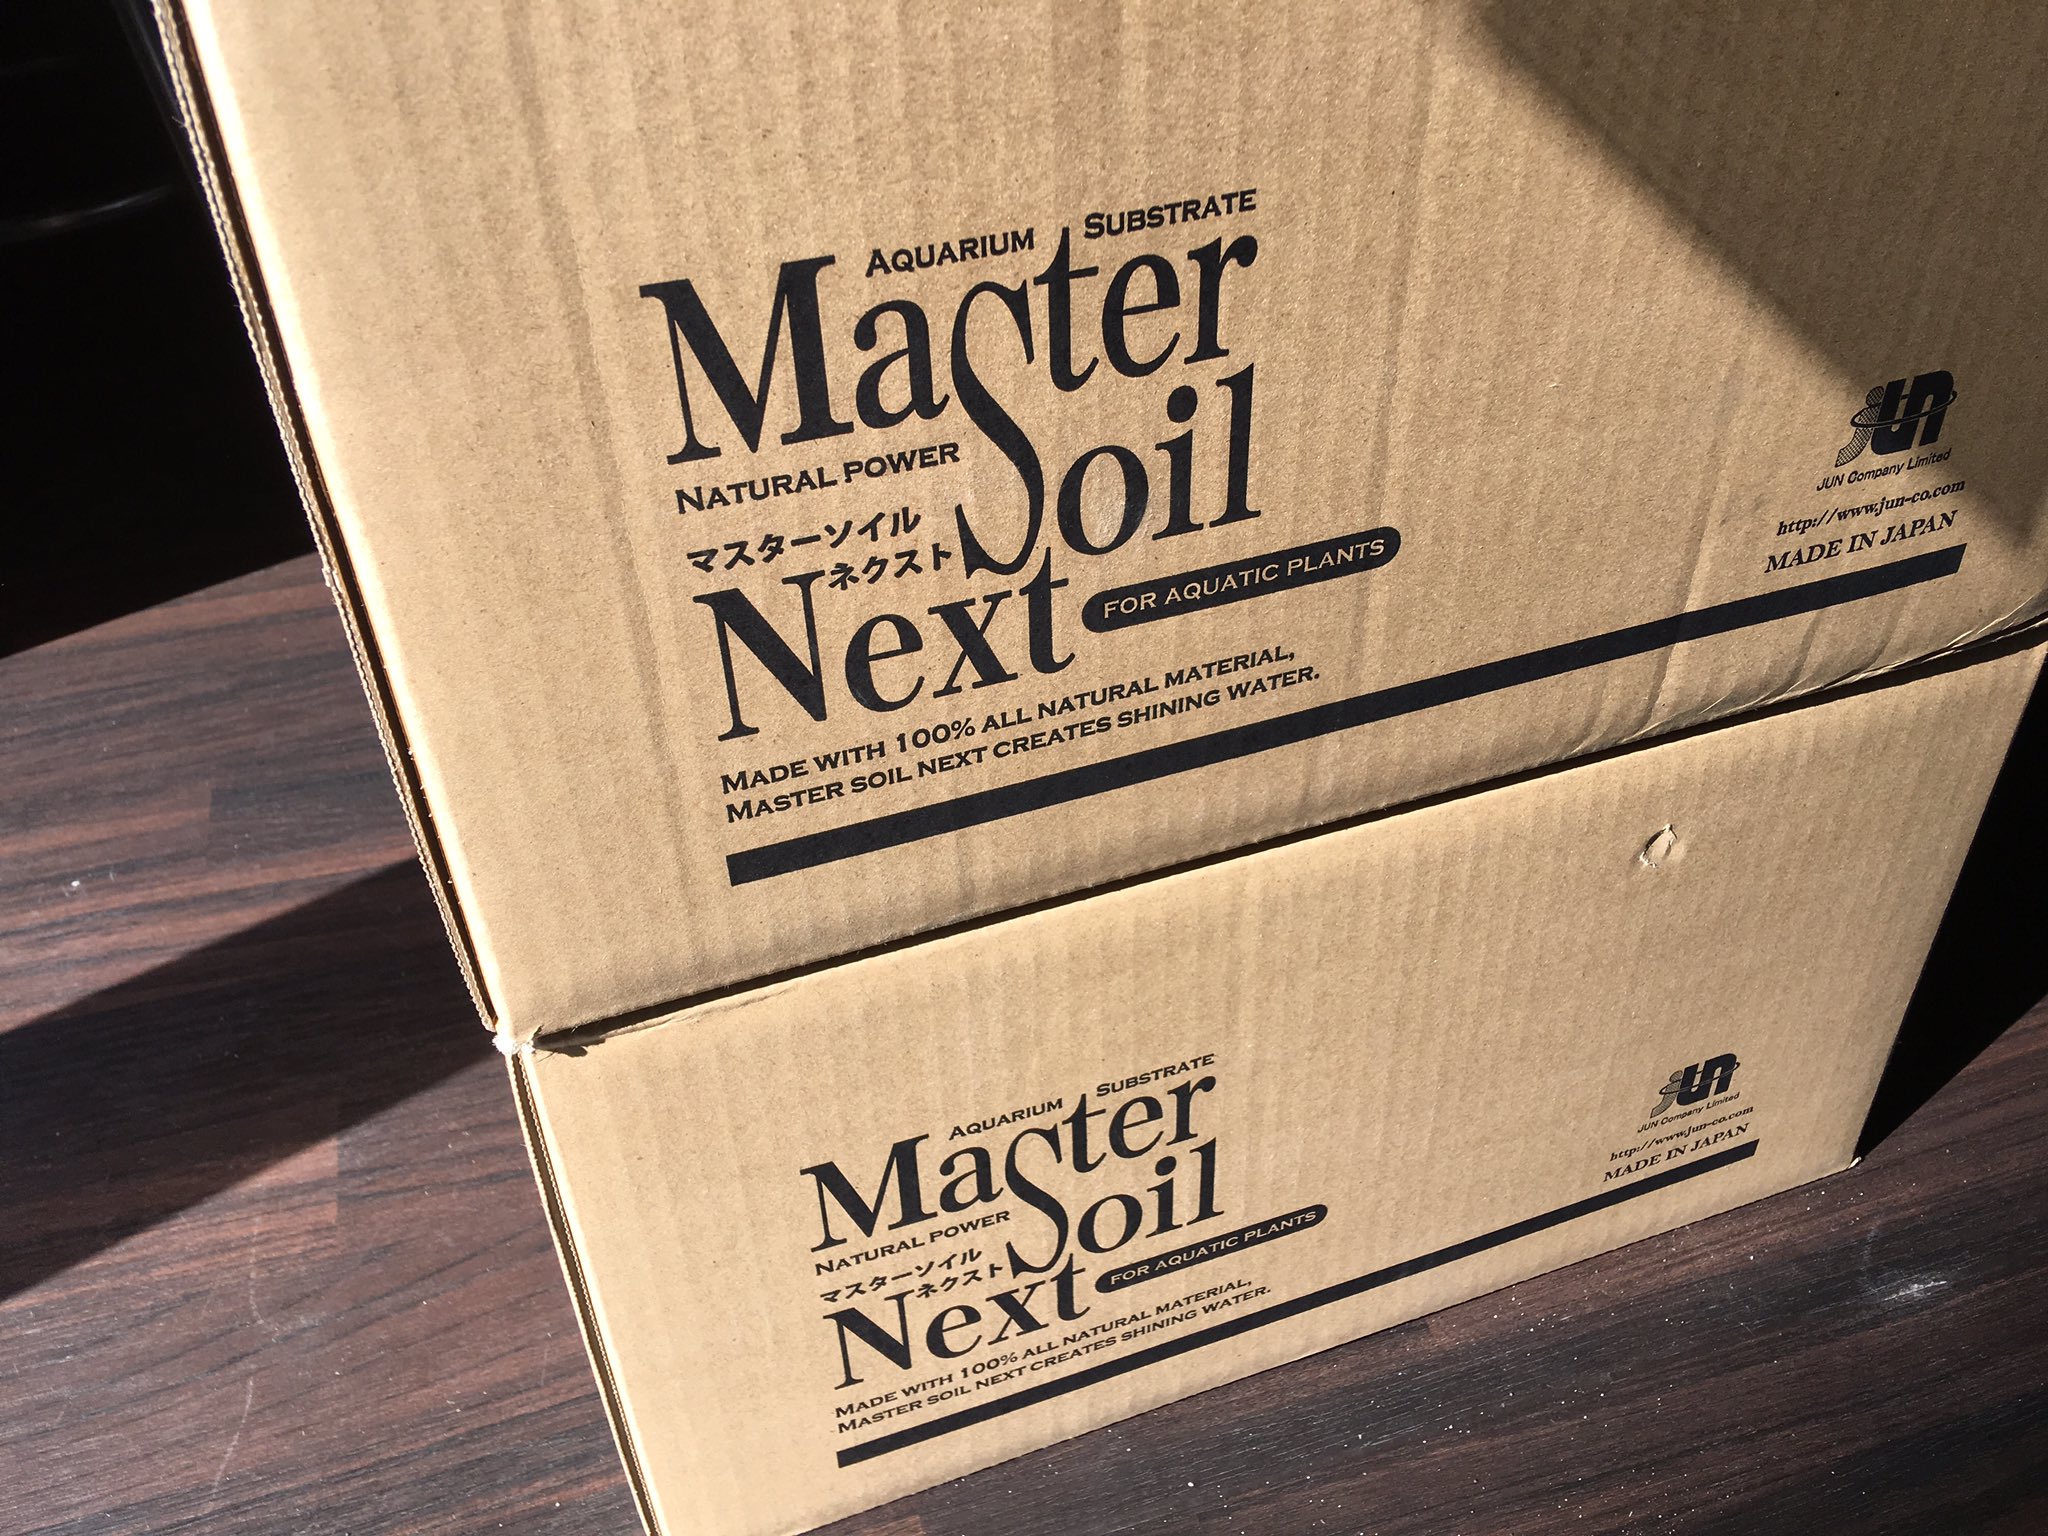 AQUARIUM SUBSTRATE
Master
Soil
NATURAL POWER
マスターソイル
ネクスト
Next
FOR AQUATIC PLANTS
MADE WITH 100% ALL NATURAL MATERIAL,
MASTER SOIL NEXT CREATES SHINING WATER.
JUN
JUN Company Limited
http://www.jun-co.com
MADE IN JAPAN
AQUARIUM SUBSTRATE
Master
Soil
NATURAL POWER
マスターソイル
ネクスト
Next
FOR AQUATIC PLANTS
MADE WITH 100% ALL NATURAL MATERIAL,
MASTER SOIL NEXT CREATES SHINING WATER.
JUN
JUN Company Limited
http://www.jun-co.com
MADE IN JAPAN